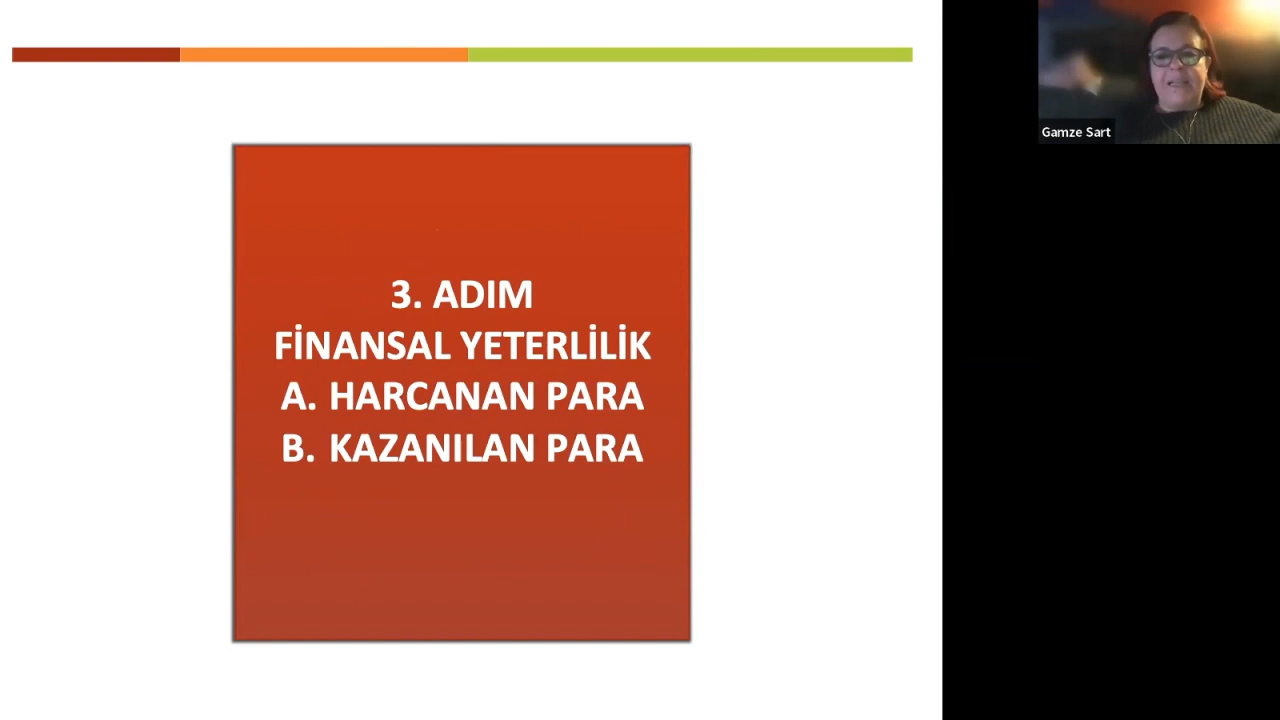 3. ADIM
FİNANSAL YETERLİLİK
A. HARCANAN PARA
B. KAZANILAN PARA
Gamze Sart